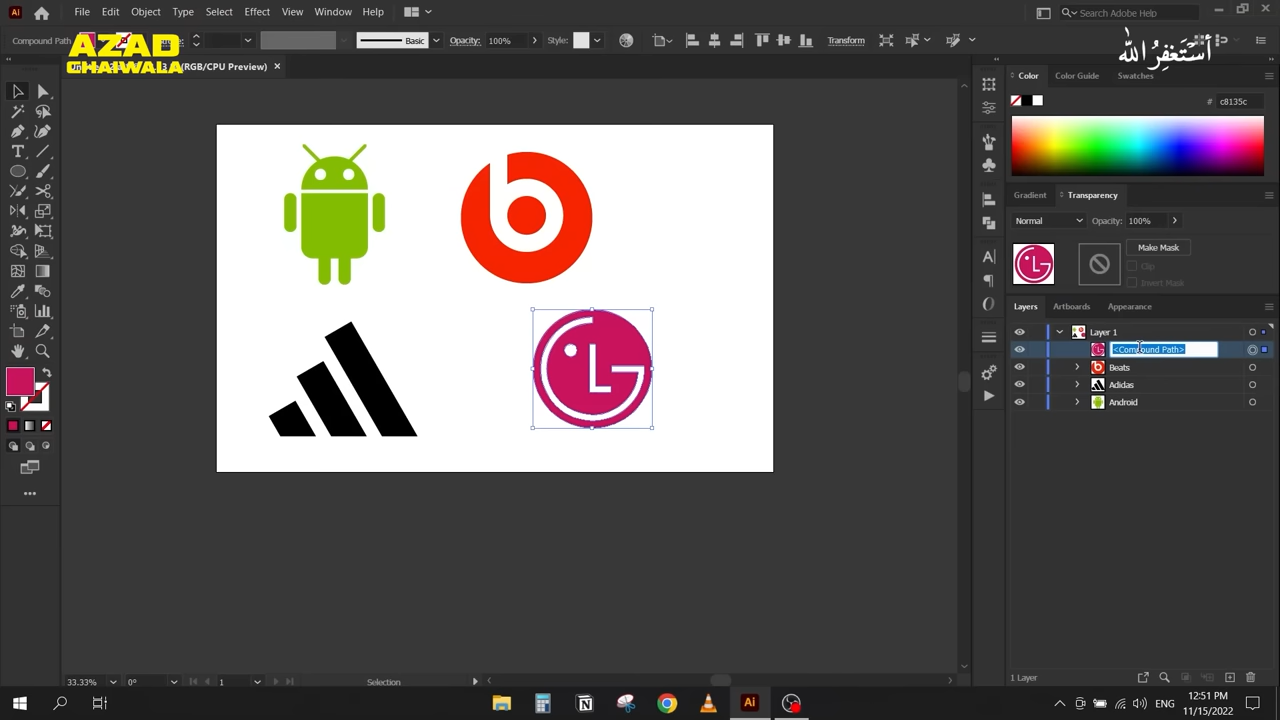 File Edit Object Type Select Effect View Window Help
Search Adobe Help
Compound Path
Basic
Opacity: 100%
Style:
Transform
AZAD
CHAIWALA
أستغفر الله
(RGB/CPU Preview)
Color
Color Guide
Swatches
# c8135c
Gradient
Transparency
Normal
Opacity: 100%
Make Mask
Clip
Invert Mask
Layers
Artboards
Appearance
Layer 1
<Compound Path>
Beats
Adidas
Android
b
LG
33.33%
0°
1
Selection
1 Layer
Ai
ENG
12:51 PM
11/15/2022